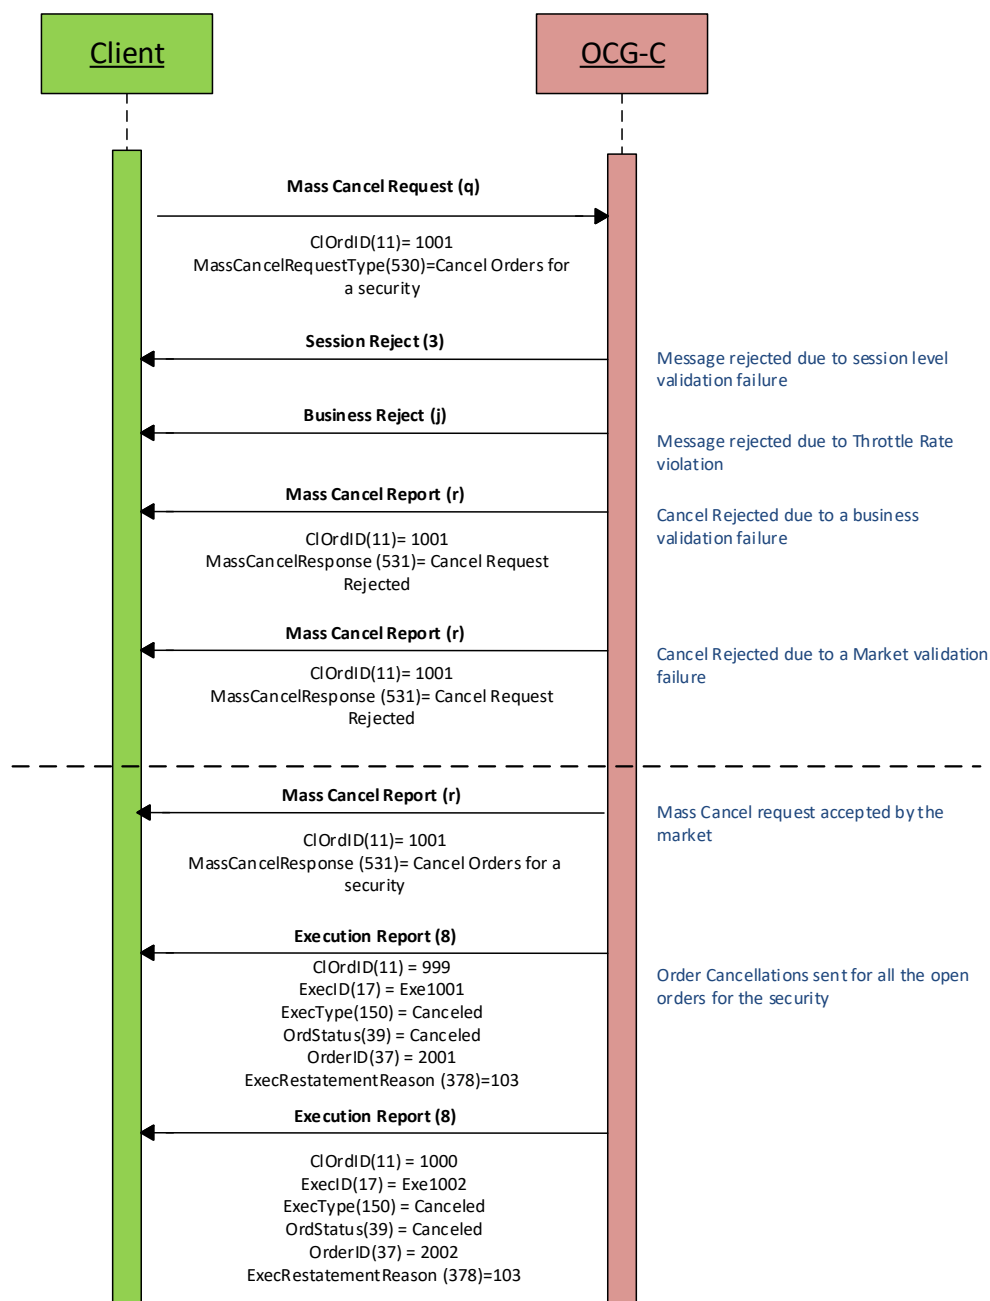 Client
OCG-C
Mass Cancel Request (q)
ClOrdID(11)= 1001
MassCancelRequestType(530)=Cancel Orders for
a security
Session Reject (3)
Message rejected due to session level
validation failure
Business Reject (j)
Message rejected due to Throttle Rate
violation
Mass Cancel Report (r)
Cancel Rejected due to a business
validation failure
ClOrdID(11)= 1001
MassCancelResponse (531)= Cancel Request
Rejected
Mass Cancel Report (r)
Cancel Rejected due to a Market validation
failure
ClOrdID(11)= 1001
MassCancelResponse (531)= Cancel Request
Rejected
Mass Cancel Report (r)
Mass Cancel request accepted by the
market
ClOrdID(11)= 1001
MassCancelResponse (531)= Cancel Orders for a
security
Execution Report (8)
Order Cancellations sent for all the open
orders for the security
ClOrdID(11) = 999
ExecID(17) = Exe1001
ExecType(150) = Canceled
OrdStatus(39) = Canceled
OrderID(37) = 2001
ExecRestatementReason (378)=103
Execution Report (8)
ClOrdID(11) = 1000
ExecID(17) = Exe1002
ExecType(150) = Canceled
OrdStatus(39) = Canceled
OrderID(37) = 2002
ExecRestatementReason (378)=103